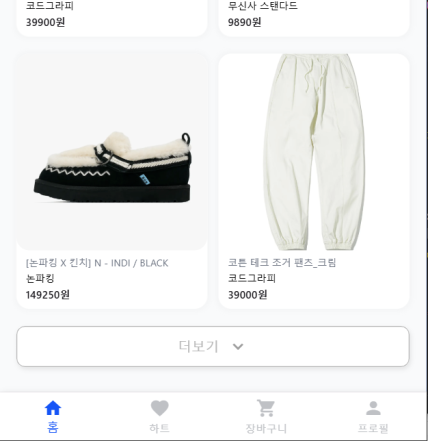 코드그라피
39900원
무신사 스탠다드
9890원
[논파킹 X 킨치] N - INDI / BLACK
논파킹
149250원
코튼 테크 조거 팬츠_크림
코드그라피
39000원
더보기
홈
하트
장바구니
프로필